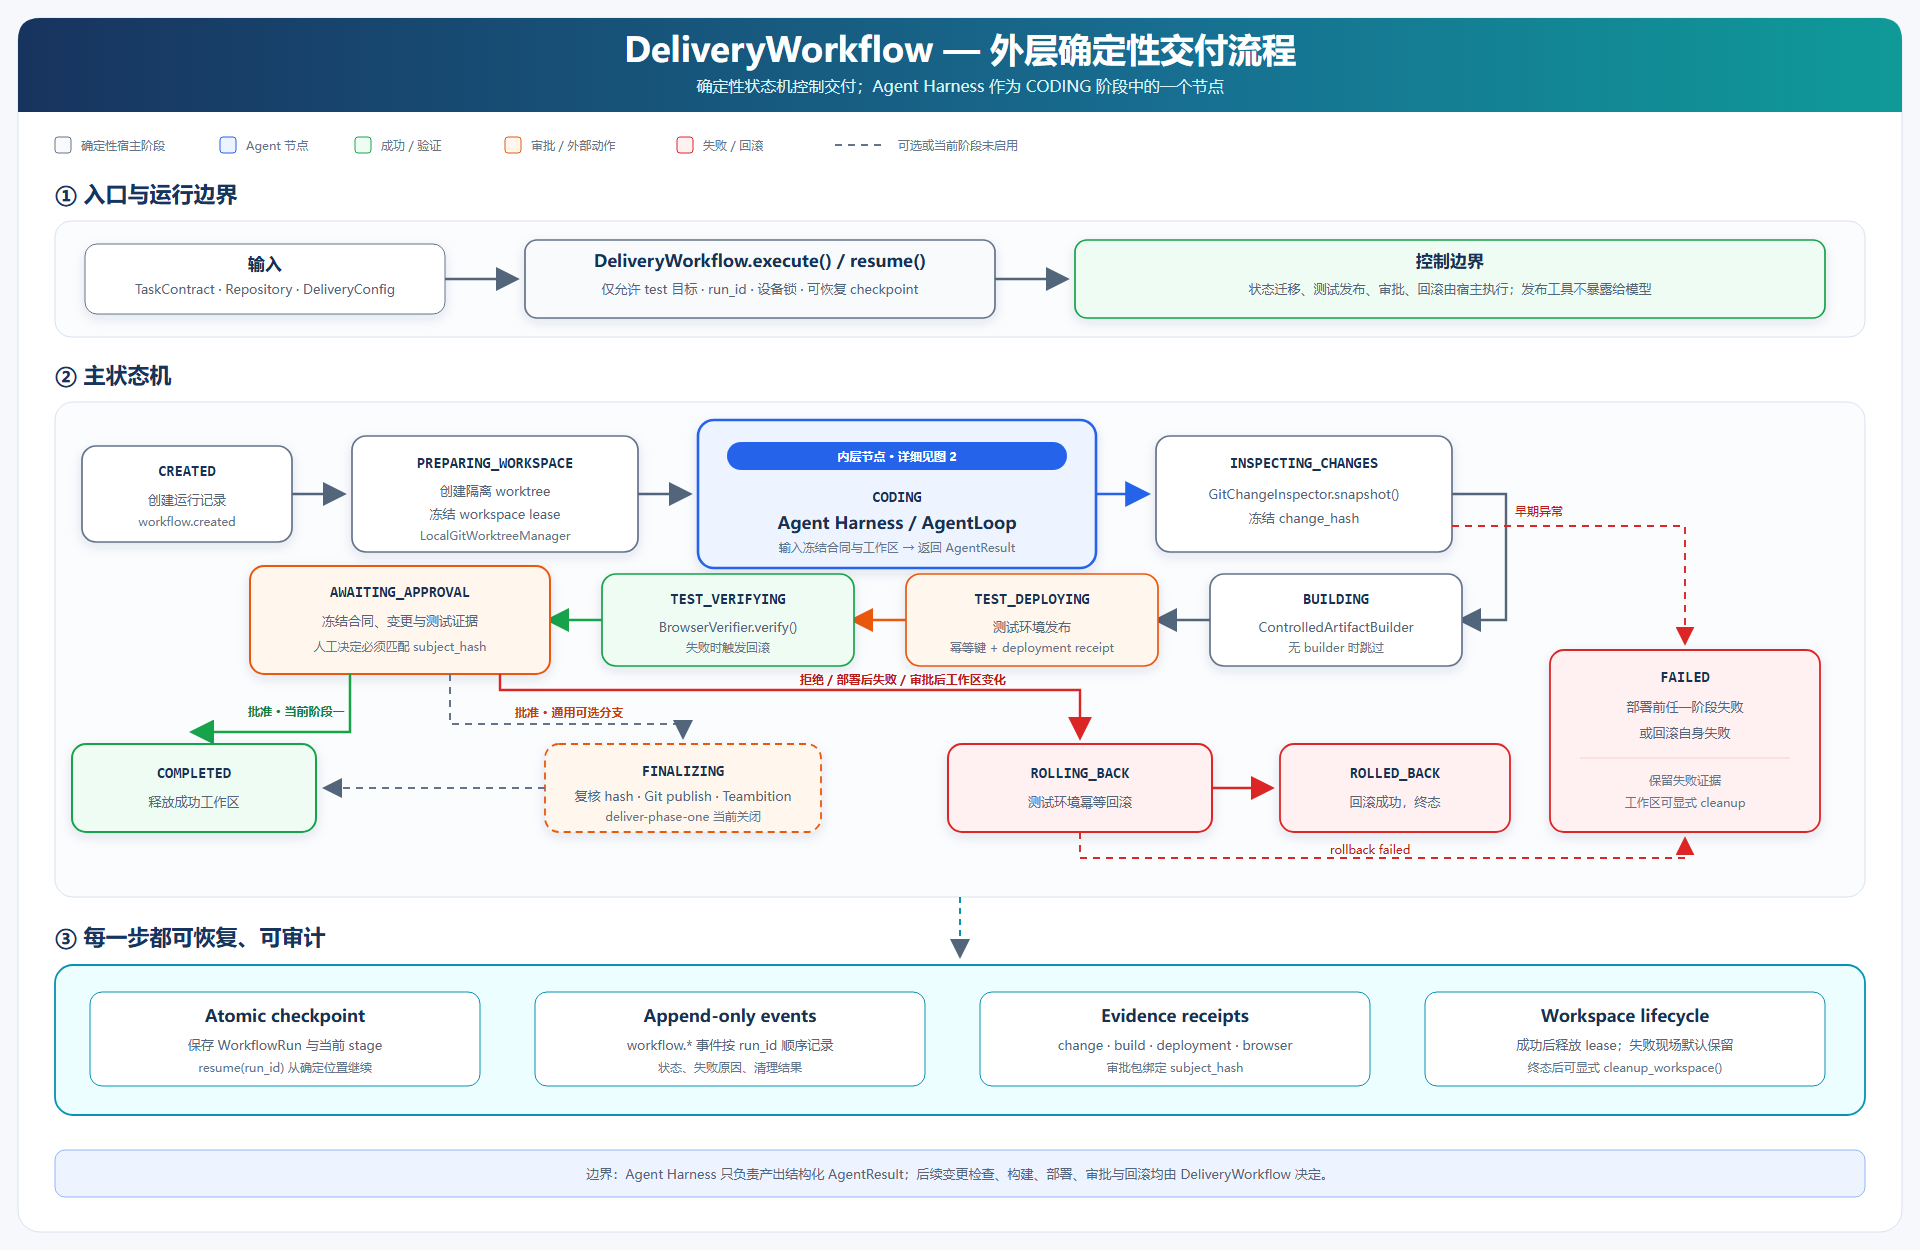 DeliveryWorkflow — 外层确定性交付流程
确定性状态机控制交付；Agent Harness 作为 CODING 阶段中的一个节点
确定性宿主阶段
Agent 节点
成功 / 验证
审批 / 外部动作
失败 / 回滚
可选或当前阶段未启用
① 入口与运行边界
输入
TaskContract · Repository · DeliveryConfig
DeliveryWorkflow.execute() / resume()
仅允许 test 目标 · run_id · 设备锁 · 可恢复 checkpoint
控制边界
状态迁移、测试发布、审批、回滚由宿主执行；发布工具不暴露给模型
② 主状态机
CREATED
创建运行记录
workflow.created
PREPARING_WORKSPACE
创建隔离 worktree
冻结 workspace lease
LocalGitWorktreeManager
内层节点 · 详细见图 2
CODING
Agent Harness / AgentLoop
输入冻结合同与工作区 → 返回 AgentResult
INSPECTING_CHANGES
GitChangeInspector.snapshot()
冻结 change_hash
早期异常
AWAITING_APPROVAL
冻结合同、变更与测试证据
人工决定必须匹配 subject_hash
TEST_VERIFYING
BrowserVerifier.verify()
失败时触发回滚
TEST_DEPLOYING
测试环境发布
幂等键 + deployment receipt
BUILDING
ControlledArtifactBuilder
无 builder 时跳过
拒绝 / 部署后失败 / 审批后工作区变化
批准 · 当前阶段一
批准 · 通用可选分支
FAILED
部署前任一阶段失败
或回滚自身失败
保留失败证据
工作区可显式 cleanup
COMPLETED
释放成功工作区
FINALIZING
复核 hash · Git publish · Teambition
deliver-phase-one 当前关闭
ROLLING_BACK
测试环境幂等回滚
ROLLED_BACK
回滚成功，终态
rollback failed
③ 每一步都可恢复、可审计
Atomic checkpoint
保存 WorkflowRun 与当前 stage
resume(run_id) 从确定位置继续
Append-only events
workflow.* 事件按 run_id 顺序记录
状态、失败原因、清理结果
Evidence receipts
change · build · deployment · browser
审批包绑定 subject_hash
Workspace lifecycle
成功后释放 lease；失败现场默认保留
终态后可显式 cleanup_workspace()
边界：Agent Harness 只负责产出结构化 AgentResult；后续变更检查、构建、部署、审批与回滚均由 DeliveryWorkflow 决定。